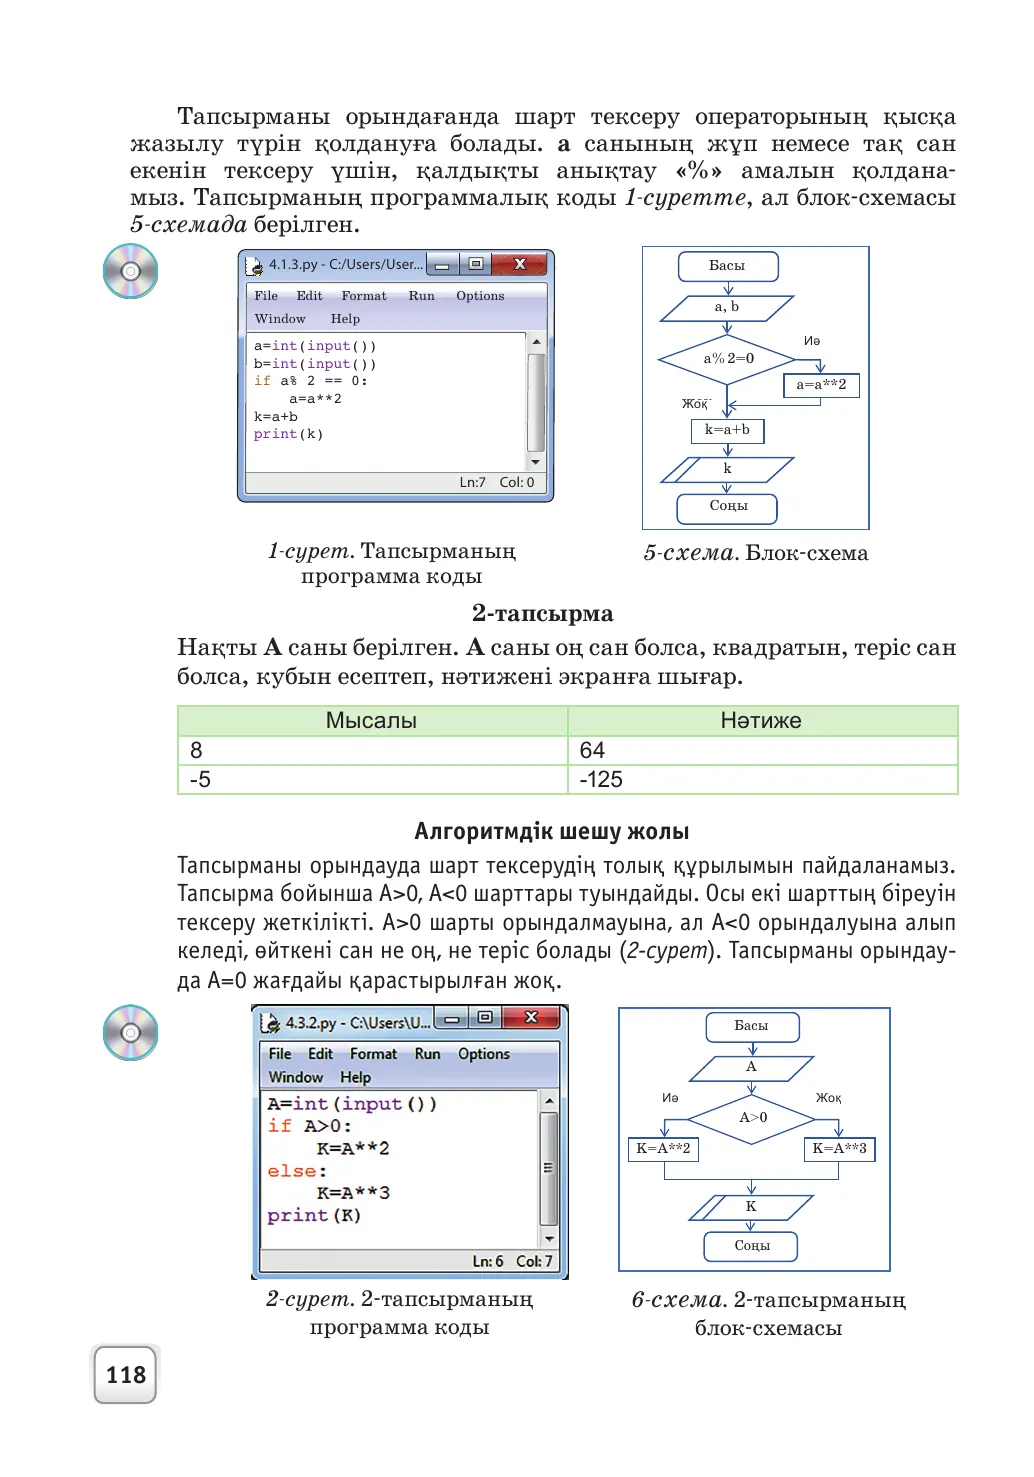 Тапсырманы орындағанда шарт тексеру операторының қысқа
жазылу түрін қолдануға болады. а санының жұп немесе тақ сан
екенін тексеру үшін, қалдықты анықтау «%» амалын қолдана-
мыз. Тапсырманың программалық коды 1-суретте, ал блок-схемасы
5-схемада берілген.
4.1.3.py - C:/Users/User...
File Edit Format Run Options
Window Help
a=int(input())
b=int(input())
if a% 2 == 0:
a=a**2
k=a+b
print(k)
Ln:7 Col: 0
Басы
a, b
Иә
a% 2=0
a=a**2
Жоқ
k=a+b
k
Соңы
1-сурет. Тапсырманың
программа коды
5-схема. Блок-схема
2-тапсырма
Нақты А саны берілген. А саны оң сан болса, квадратын, теріс сан
болса, кубын есептеп, нәтижені экранға шығар.
Мысалы Нәтиже
8 64
-5 -125
Алгоритмдік шешу жолы
Тапсырманы орындауда шарт тексерудің толық құрылымын пайдаланамыз.
Тапсырма бойынша А>0, А<0 шарттары туындайды. Осы екі шарттың біреуін
тексеру жеткілікті. А>0 шарты орындалмауына, ал А<0 орындалуына алып
келеді, өйткені сан не оң, не теріс болады (2-сурет). Тапсырманы орындау-
да А=0 жағдайы қарастырылған жоқ.
4.3.2.py - C:\Users\U...
File Edit Format Run Options
Window Help
A=int(input())
if A>0:
K=A**2
else:
K=A**3
print(K)
Ln: 6 Col: 7
Басы
A
Иә Жоқ
A>0
K=A**2 K=A**3
K
Соңы
2-сурет. 2-тапсырманың
программа коды
6-схема. 2-тапсырманың
блок-схемасы
118